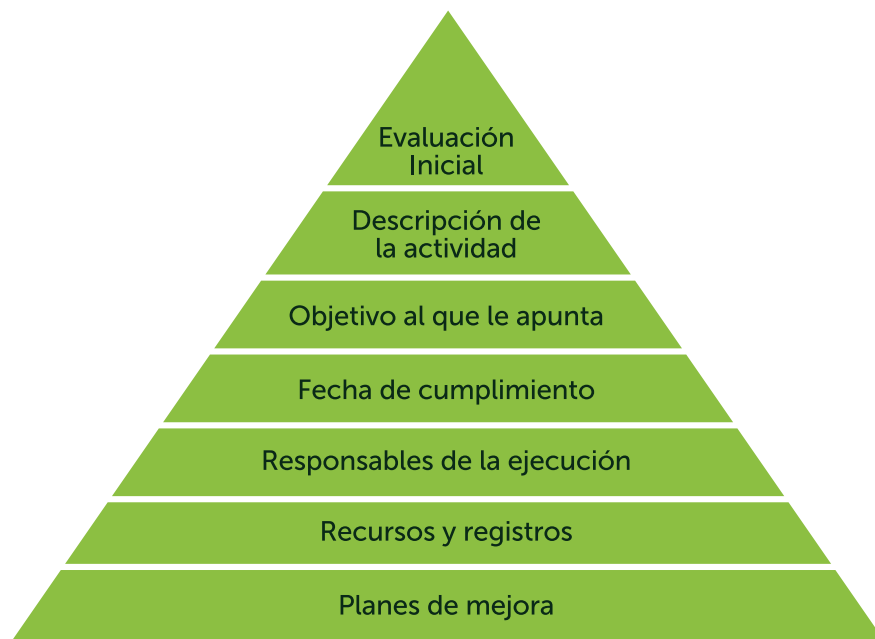 Evaluación
Inicial
Descripción de
la actividad
Objetivo al que le apunta
Fecha de cumplimiento
Responsables de la ejecución
Recursos y registros
Planes de mejora